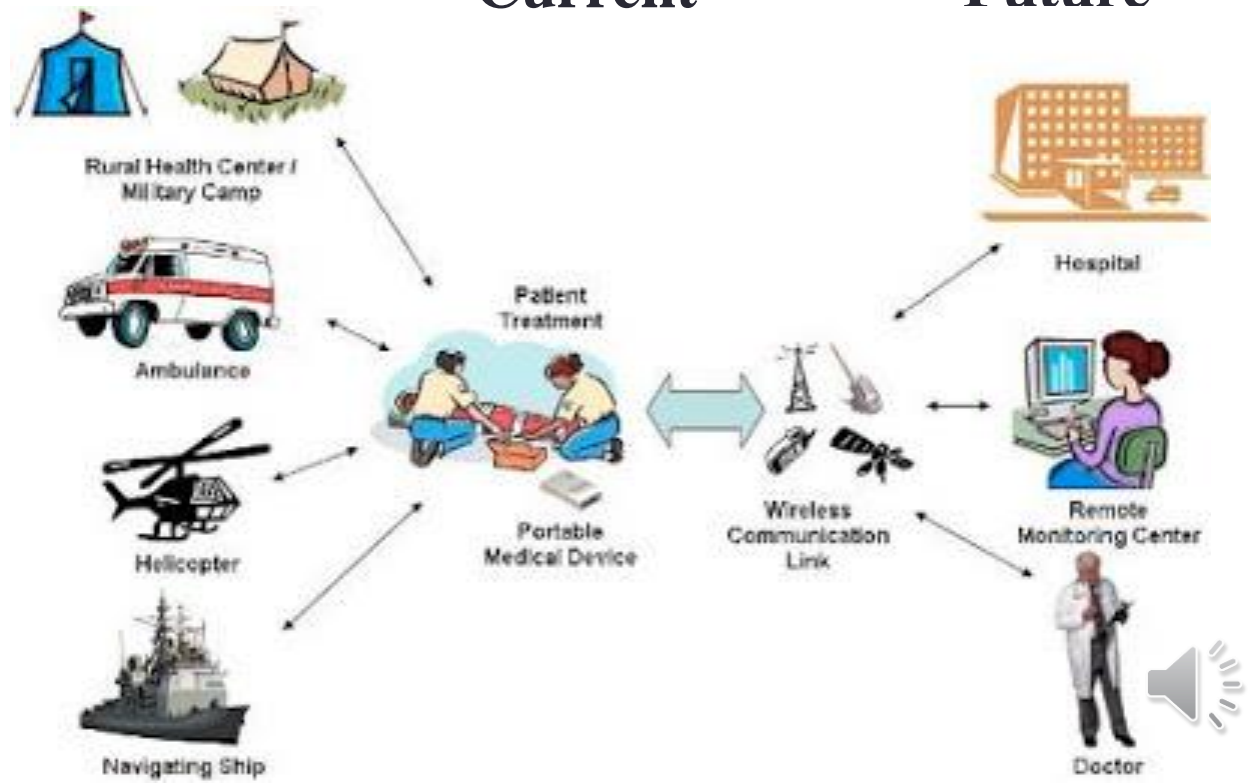 Current Future
Rural Health Center /
Military Camp
Ambulance
Helicopter
Navigating Ship
Patient
Treatment
Portable
Medical Device
Wireless
Communication
Link
Hospital
Remote
Monitoring Center
Doctor